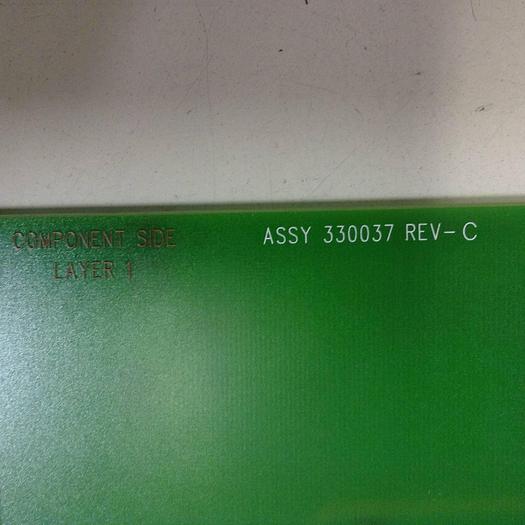 COMPONENT SIDE
LAYER 1
ASSY 330037 REV-C